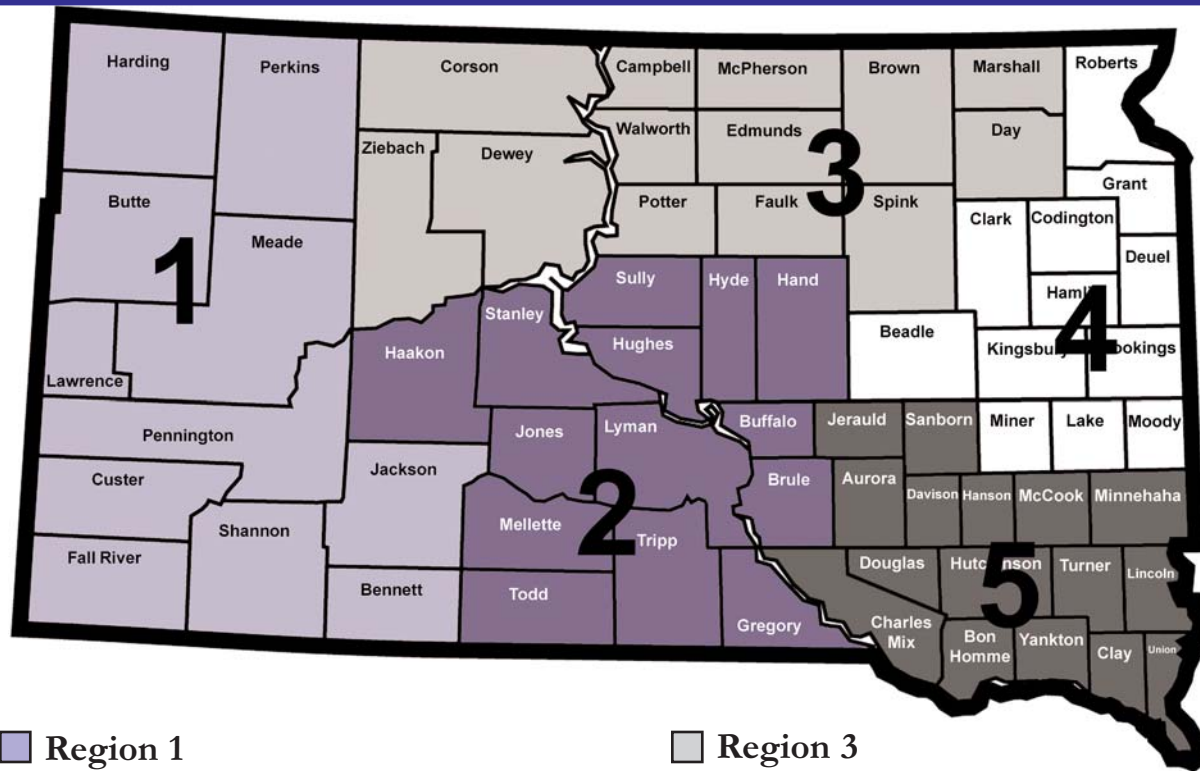 Harding
Perkins
Corson
Campbell
McPherson
Brown
Marshall
Roberts
Walworth
Edmunds
Day
Ziebach
Dewey
3
Grant
Butte
Potter
Faulk
Spink
Clark
Codington
Meade
1
Deuel
Sully
Hyde
Hand
Stanley
4
Beadle
Hughes
Kingsbury
Haakon
Lawrence
Pennington
Jones
Lyman
Buffalo
Jerauld
Sanborn
Miner
Lake
Moody
Jackson
Custer
Brule
Aurora
Davison
Hanson
McCook
Minnehaha
2
Shannon
Mellette
Tripp
Fall River
Douglas
Turner
Lincoln
5
Bennett
Todd
Gregory
Charles
Mix
Bon
Homme
Yankton
Clay
Union
Region 1
Region 3